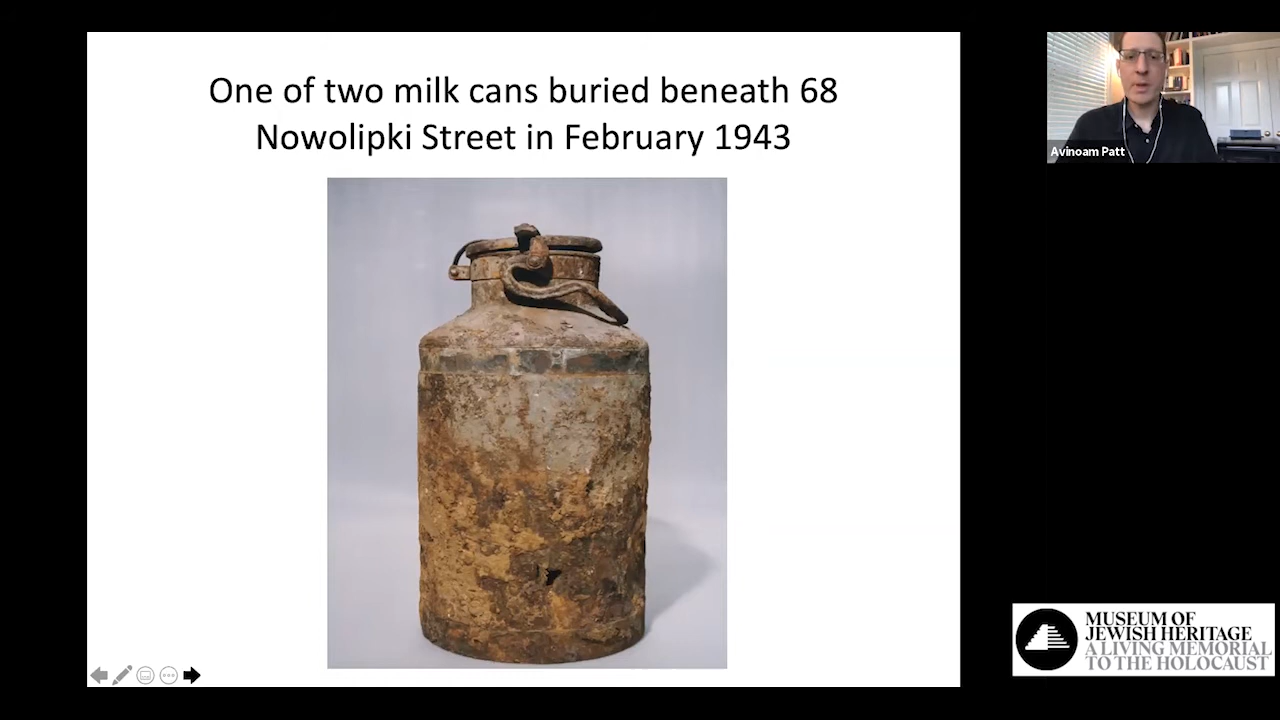 One of two milk cans buried beneath 68
Nowolipki Street in February 1943
Avinoam Patt
MUSEUM OF
JEWISH HERITAGE
A LIVING MEMORIAL
TO THE HOLOCAUST